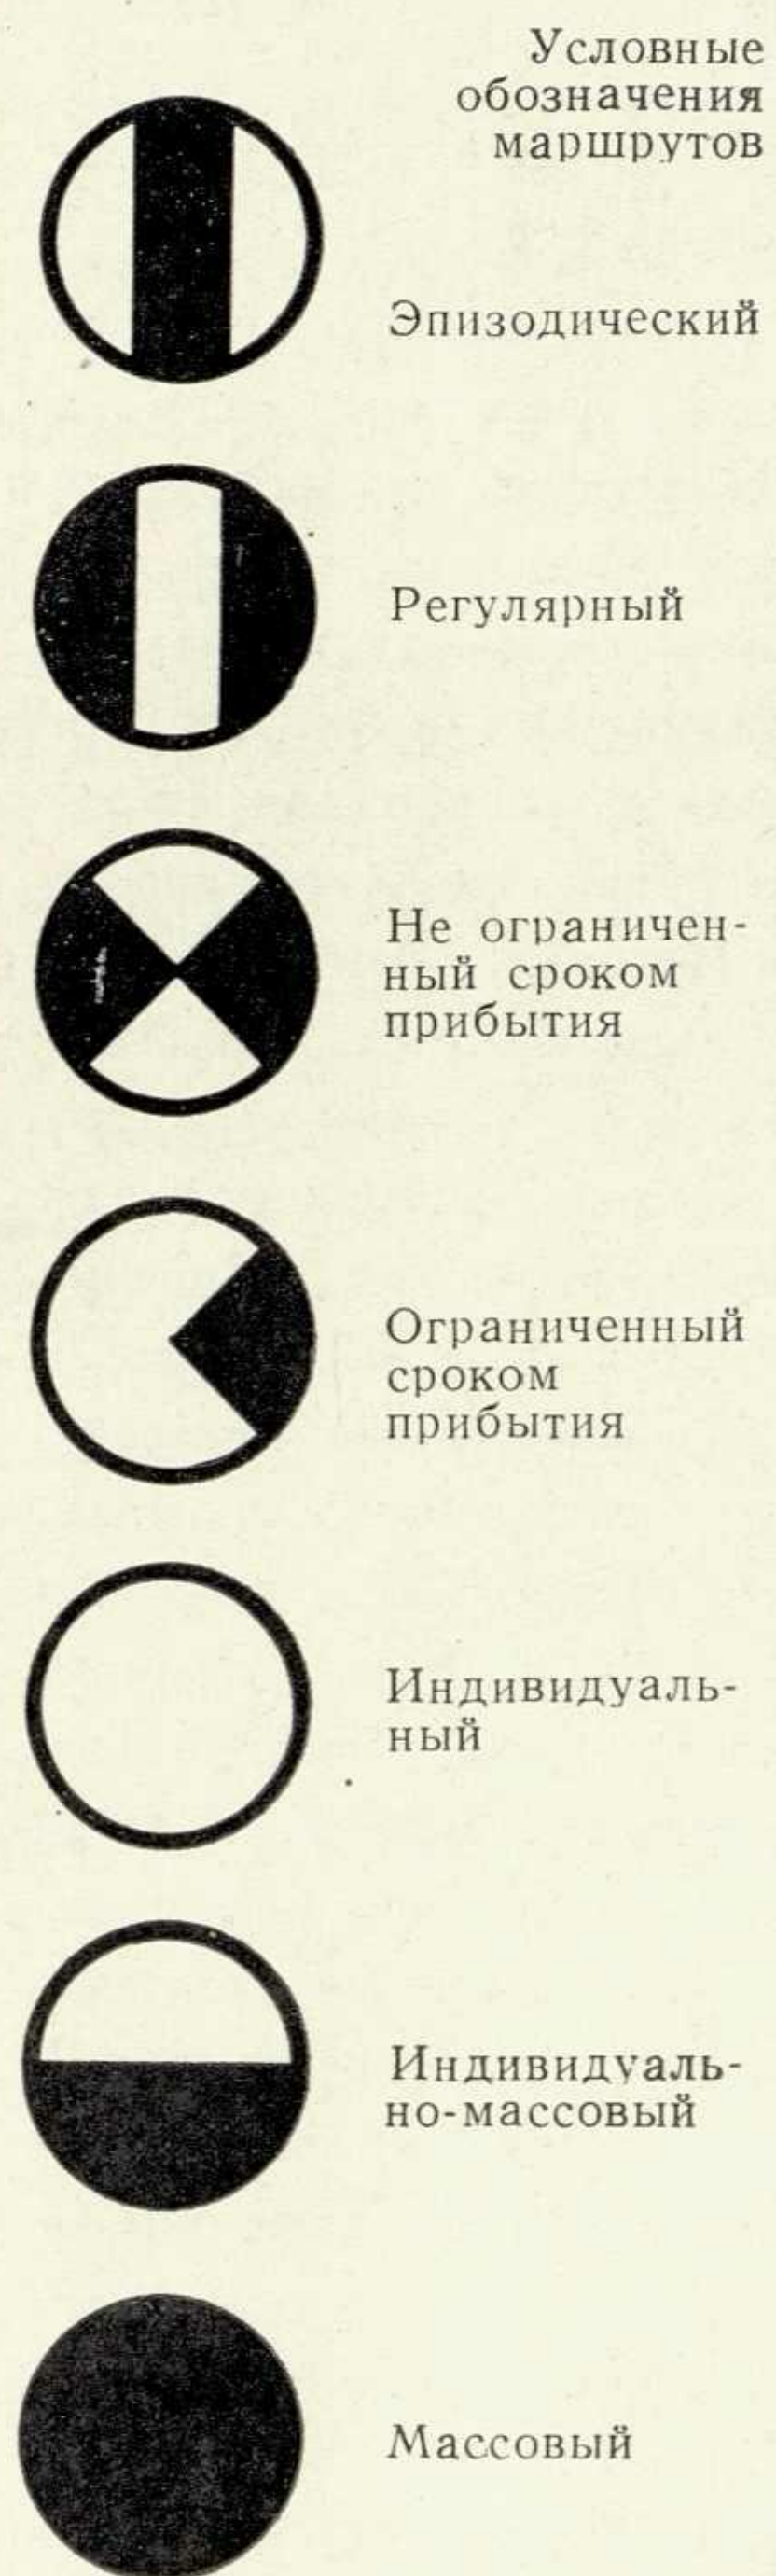 Условные
обозначения
маршрутов
Эпизодический
Регулярный
Не ограничен-
ный сроком
прибытия
Ограниченный
сроком
прибытия
Индивидуаль-
ный
Индивидуаль-
но-массовый
Массовый